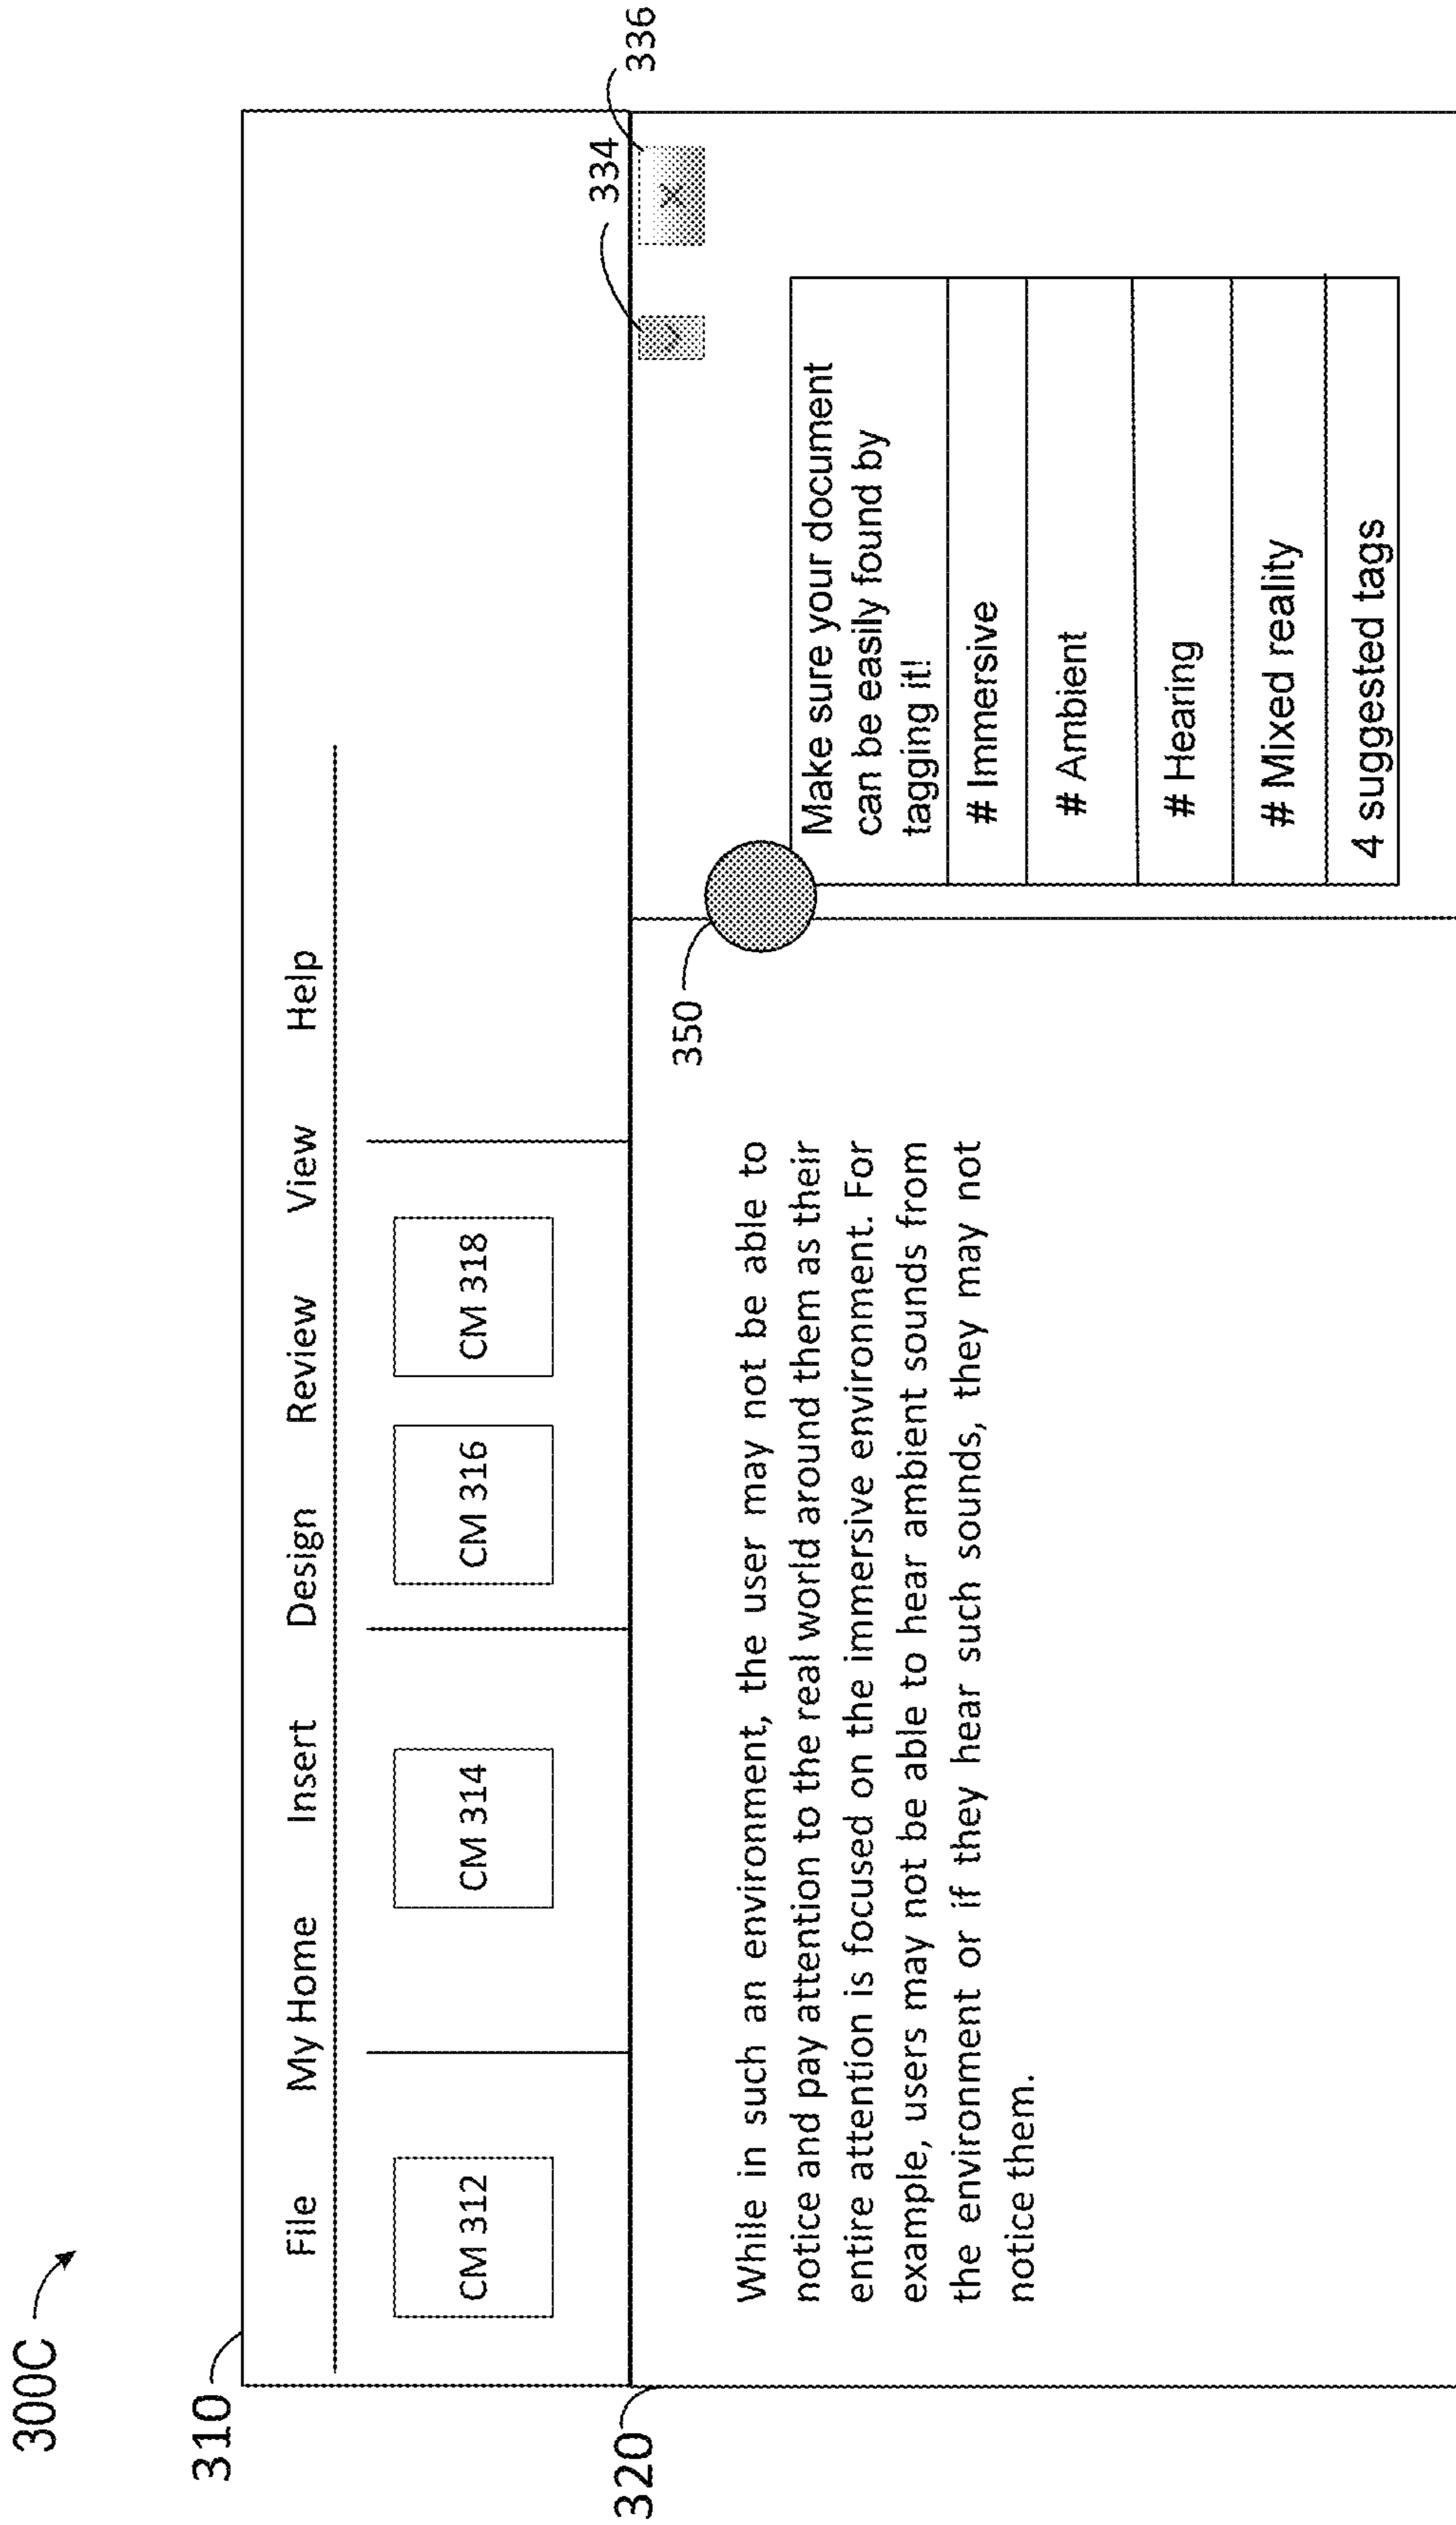 300C
310
File My Home Insert Design Review View Help
CM 312 CM 314 CM 316 CM 318
320
334
336
×
350
While in such an environment, the user may not be able to
notice and pay attention to the real world around them as their
entire attention is focused on the immersive environment. For
example, users may not be able to hear ambient sounds from
the environment or if they hear such sounds, they may not
notice them.
Make sure your document
can be easily found by
tagging it!
# Immersive
# Ambient
# Hearing
# Mixed reality
4 suggested tags